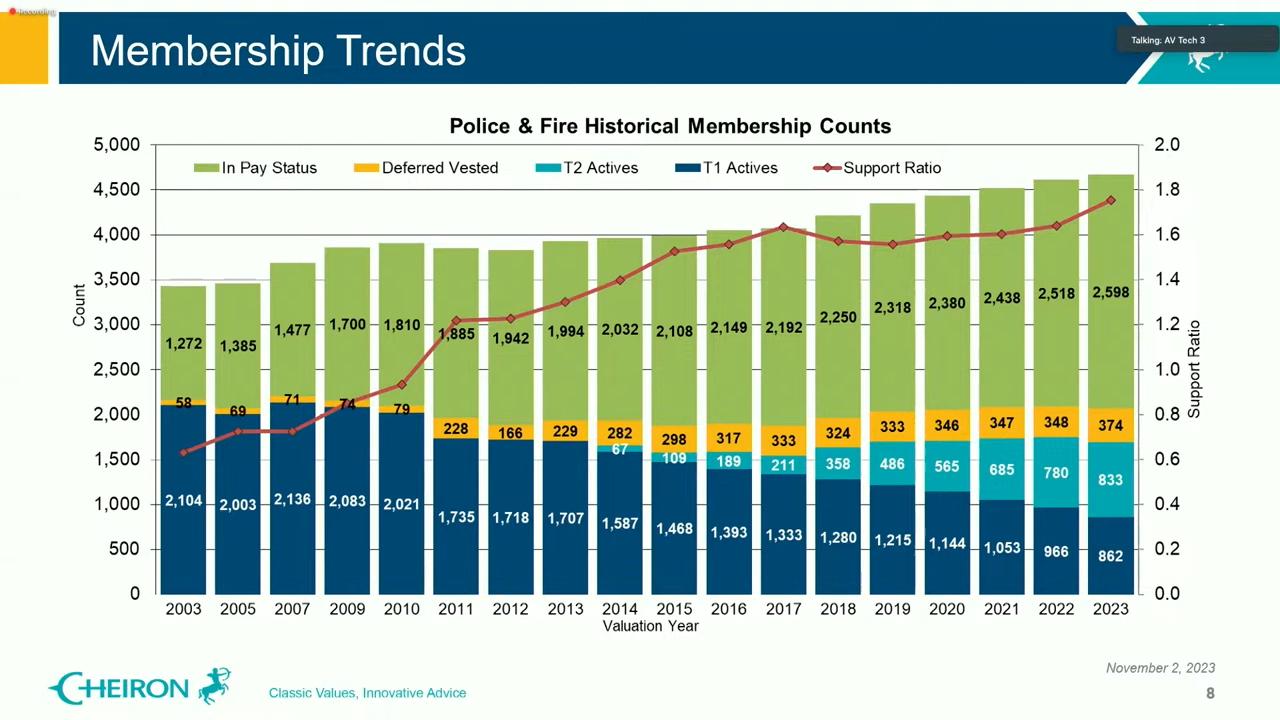 Recording
Membership Trends
Talking: AV Tech 3
Police & Fire Historical Membership Counts
In Pay Status Deferred Vested T2 Actives T1 Actives Support Ratio
5,000 2.0
4,500 1.8
4,000 1.6
3,500 1.4
3,000 1.2
2,500 1.0
2,000 0.8
1,500 0.6
1,000 0.4
500 0.2
0 0.0
Count
Support Ratio
1,272 1,385 1,477 1,700 1,810 1,885 1,942 1,994 2,032 2,108 2,149 2,192 2,250 2,318 2,380 2,438 2,518 2,598
58 69 71 74 79 228 166 229 282 298 317 333 324 333 346 347 348 374
67 109 189 211 358 486 565 685 780 833
2,104 2,003 2,136 2,083 2,021 1,735 1,718 1,707 1,587 1,468 1,393 1,333 1,280 1,215 1,144 1,053 966 862
2003 2005 2007 2009 2010 2011 2012 2013 2014 2015 2016 2017 2018 2019 2020 2021 2022 2023
Valuation Year
November 2, 2023
CHEIRON Classic Values, Innovative Advice
8